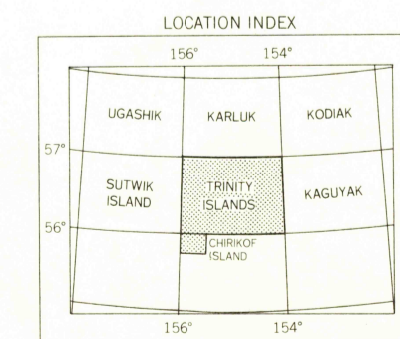 LOCATION INDEX
156° 154°
UGASHIK KARLUK KODIAK
57°
SUTWIK
ISLAND
TRINITY
ISLANDS
KAGUYAK
56°
CHIRIKOF
ISLAND
156° 154°